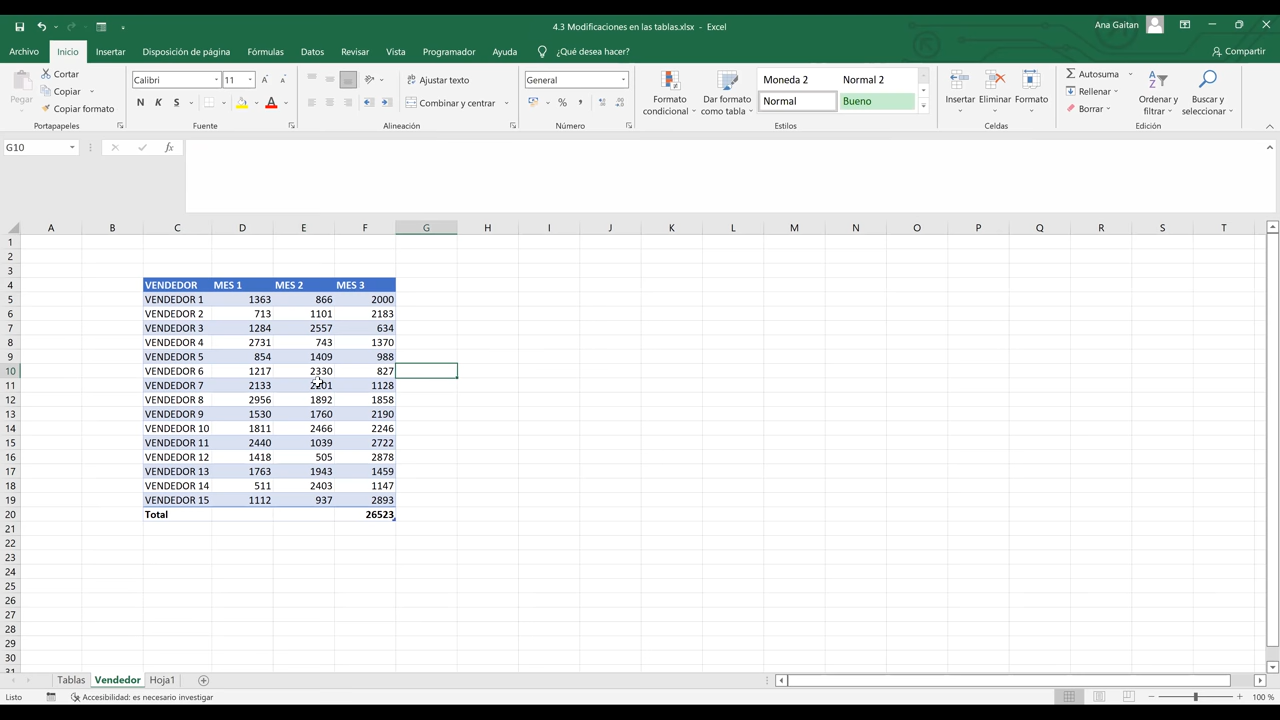 4.3 Modificaciones en las tablas.xlsx - Excel
Ana Gaitan
Archivo Inicio Insertar Disposición de página Fórmulas Datos Revisar Vista Programador Ayuda ¿Qué desea hacer? Compartir
Pegar
Cortar
Copiar
Copiar formato
Portapapeles
Calibri 11
N K S
Fuente
Ajustar texto
Combinar y centrar
Alineación
General
% 000
Número
Formato condicional
Dar formato como tabla
Moneda 2 Normal 2
Normal Bueno
Estilos
Insertar Eliminar Formato
Celdas
Autosuma
Rellenar
Borrar
Ordenar y filtrar
Buscar y seleccionar
Edición
G10 fx
A B C D E F G H I J K L M N O P Q R S T
1
2
3
4 VENDEDOR MES 1 MES 2 MES 3
5 VENDEDOR 1 1363 866 2000
6 VENDEDOR 2 713 1101 2183
7 VENDEDOR 3 1284 2557 634
8 VENDEDOR 4 2731 743 1370
9 VENDEDOR 5 854 1409 988
10 VENDEDOR 6 1217 2330 827
11 VENDEDOR 7 2133 1128
12 VENDEDOR 8 2956 1892 1858
13 VENDEDOR 9 1530 1760 2190
14 VENDEDOR 10 1811 2466 2246
15 VENDEDOR 11 2440 1039 2722
16 VENDEDOR 12 1418 505 2878
17 VENDEDOR 13 1763 1943 1459
18 VENDEDOR 14 511 2403 1147
19 VENDEDOR 15 1112 937 2893
20 Total 26523
21
22
23
24
25
26
27
28
29
30
31
Tablas Vendedor Hoja1
Listo Accesibilidad: es necesario investigar 100 %